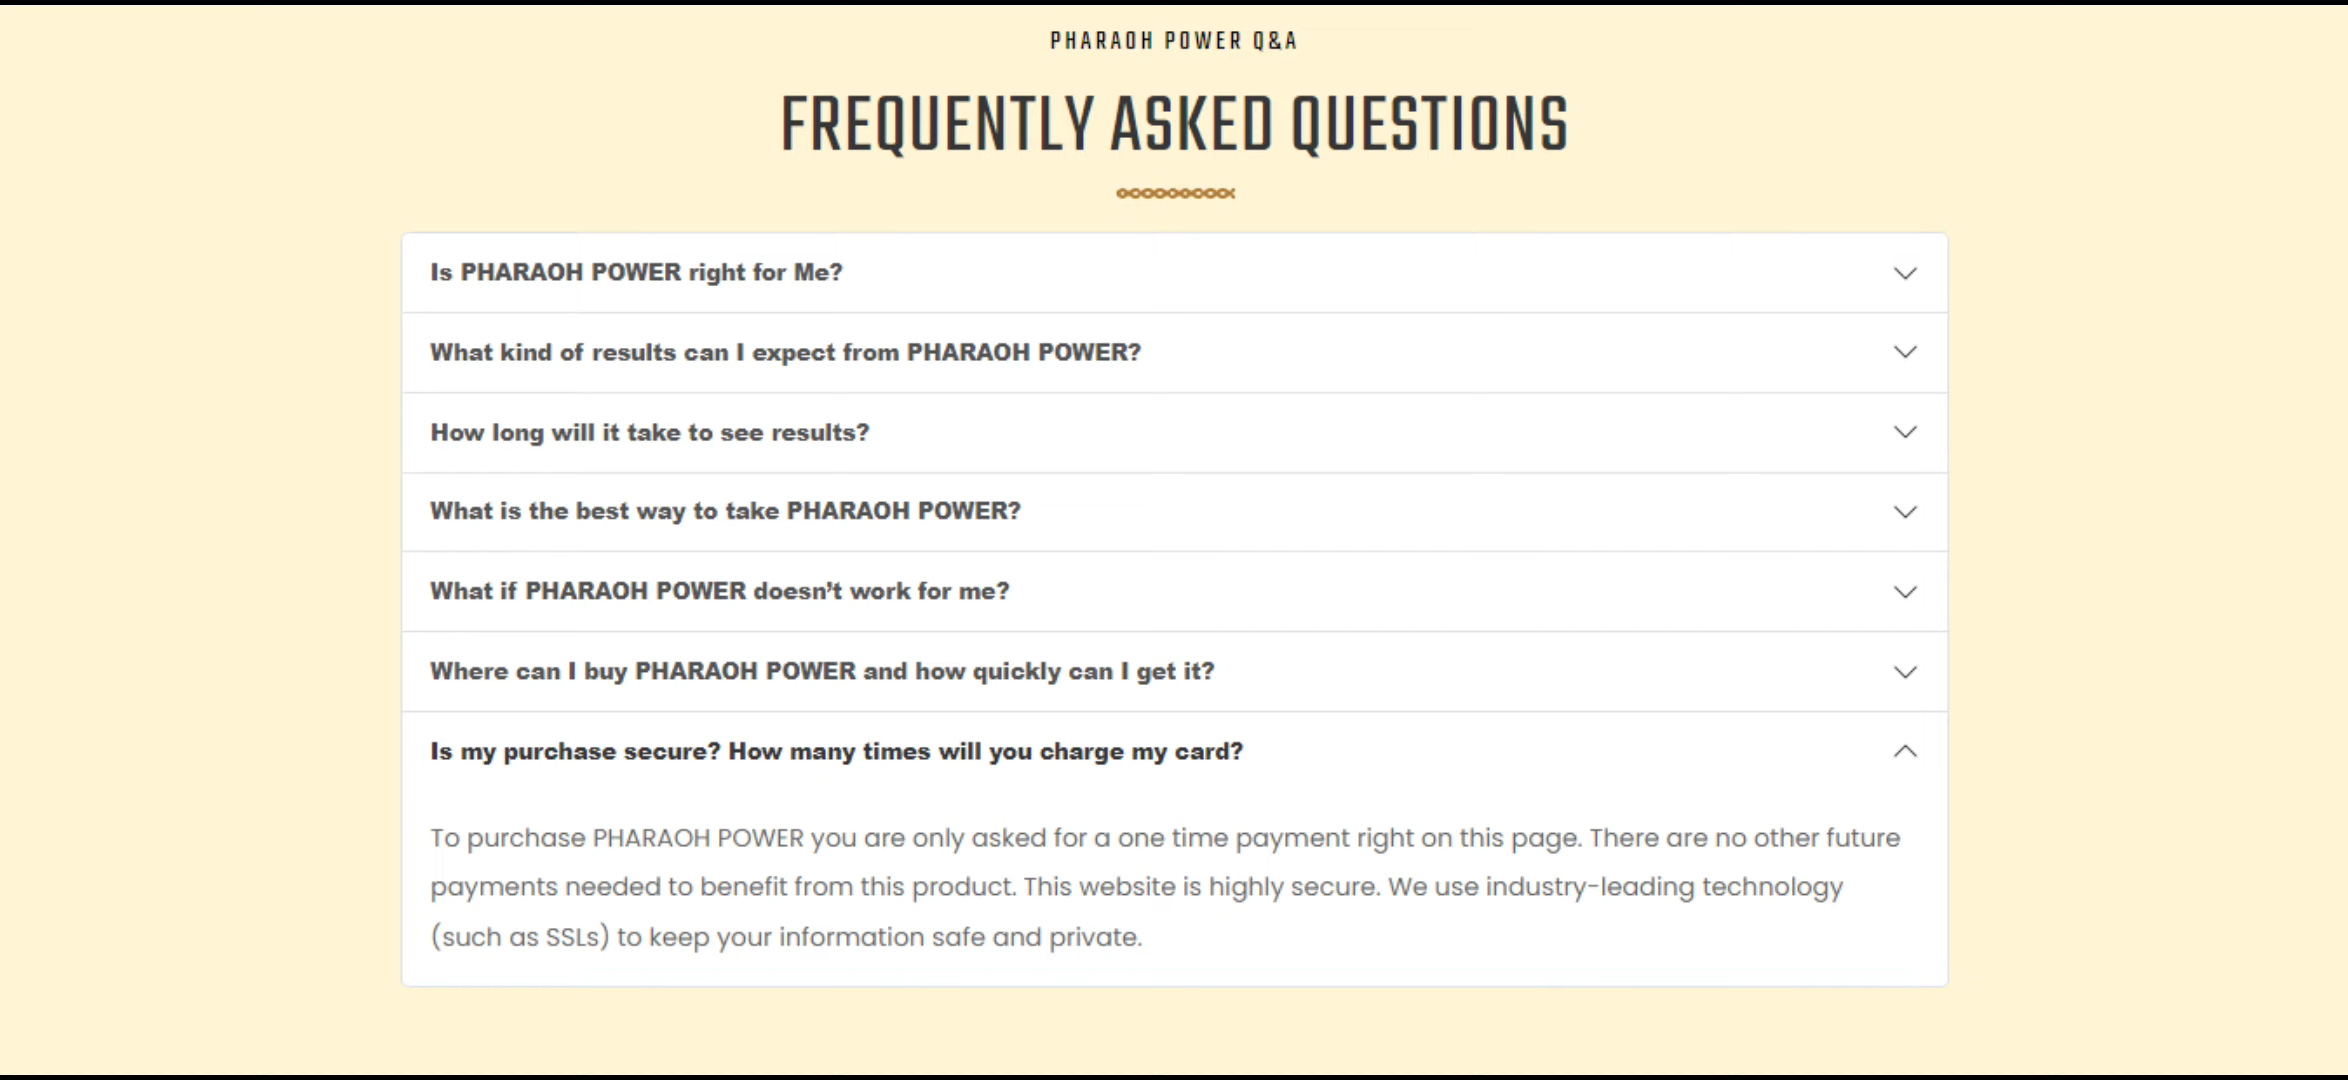 PHARAOH POWER Q&A
FREQUENTLY ASKED QUESTIONS
Is PHARAOH POWER right for Me?
What kind of results can I expect from PHARAOH POWER?
How long will it take to see results?
What is the best way to take PHARAOH POWER?
What if PHARAOH POWER doesn’t work for me?
Where can I buy PHARAOH POWER and how quickly can I get it?
Is my purchase secure? How many times will you charge my card?
To purchase PHARAOH POWER you are only asked for a one time payment right on this page. There are no other future
payments needed to benefit from this product. This website is highly secure. We use industry-leading technology
(such as SSLs) to keep your information safe and private.